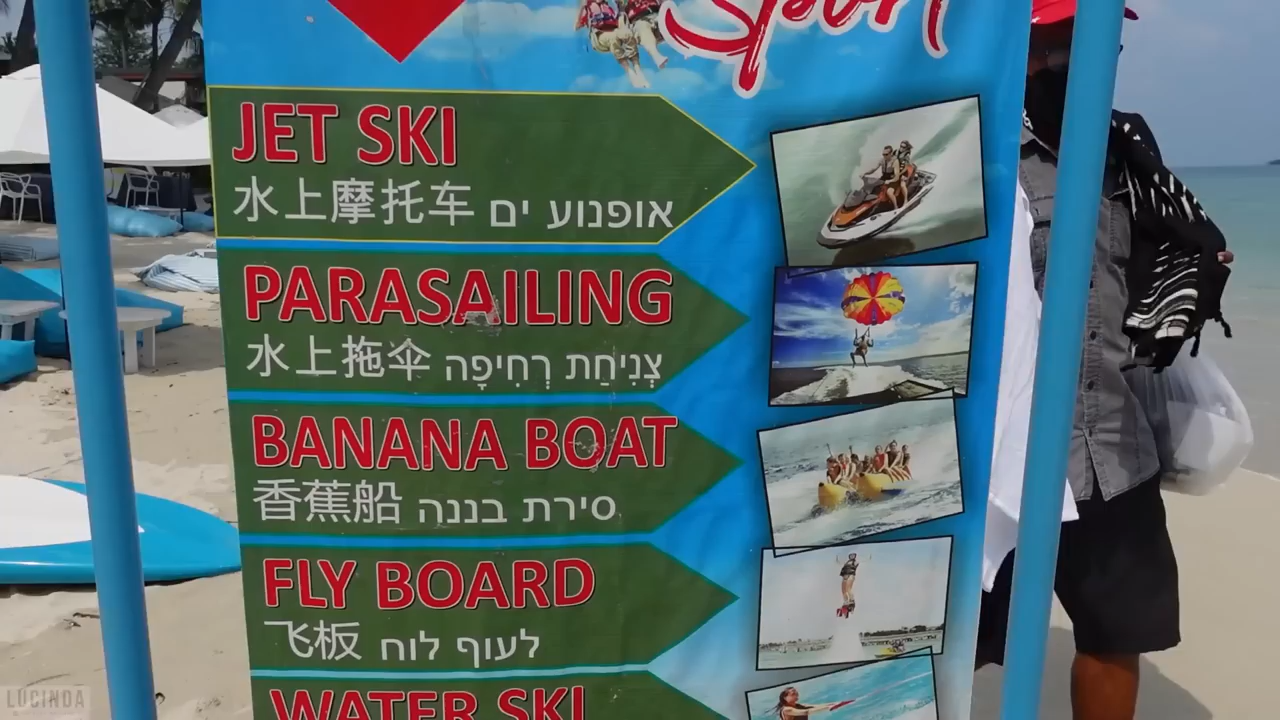 Sport
JET SKI
水上摩托车 אופנוע ים
PARASAILING
水上拖伞 צְנִיחַת רְחִיפָה
BANANA BOAT
香蕉船 סירת בננה
FLY BOARD
飞板 לעוף לוח
WATER SKI
LUCINDA